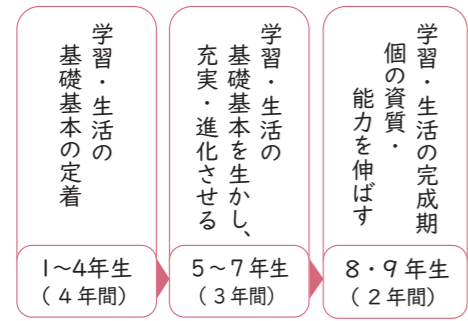 学習・生活の
基礎基本の定着
1～4年生
（４年間）
学習・生活の
基礎基本を生かし、
充実・進化させる
5～７年生
（３年間）
学習・生活の完成期
個の資質・
能力を伸ばす
８・９年生
（２年間）